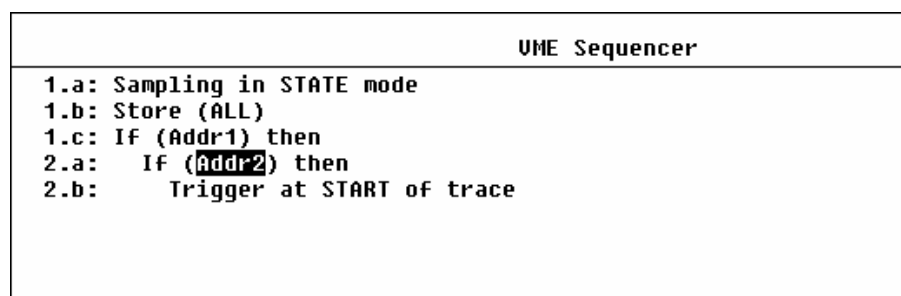 VME Sequencer
1.a: Sampling in STATE mode
1.b: Store (ALL)
1.c: If (Addr1) then
2.a: If (Addr2) then
2.b: Trigger at START of trace